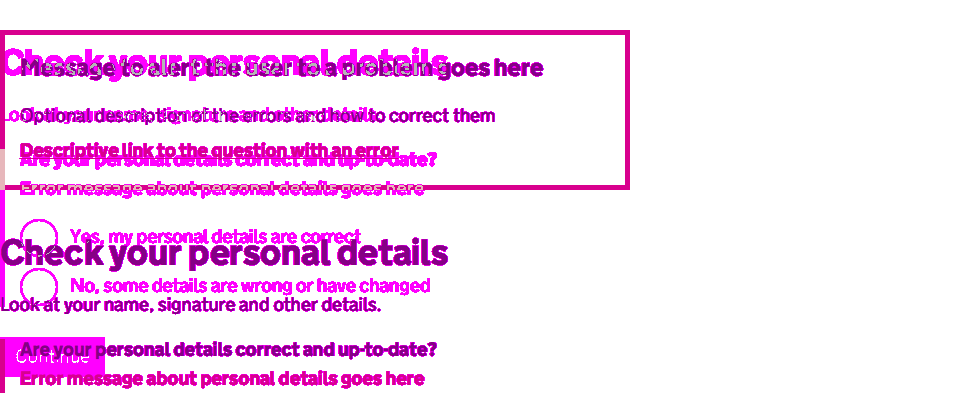 Check your personal details
Message to alert the user to a problem goes here
Look at your name, signature and other details.
Optional description of the errors and how to correct them
Descriptive link to the question with an error
Are your personal details correct and up-to-date?
Error message about personal details goes here
Yes, my personal details are correct
Check your personal details
No, some details are wrong or have changed
Look at your name, signature and other details.
Are your personal details correct and up-to-date?
Continue
Error message about personal details goes here